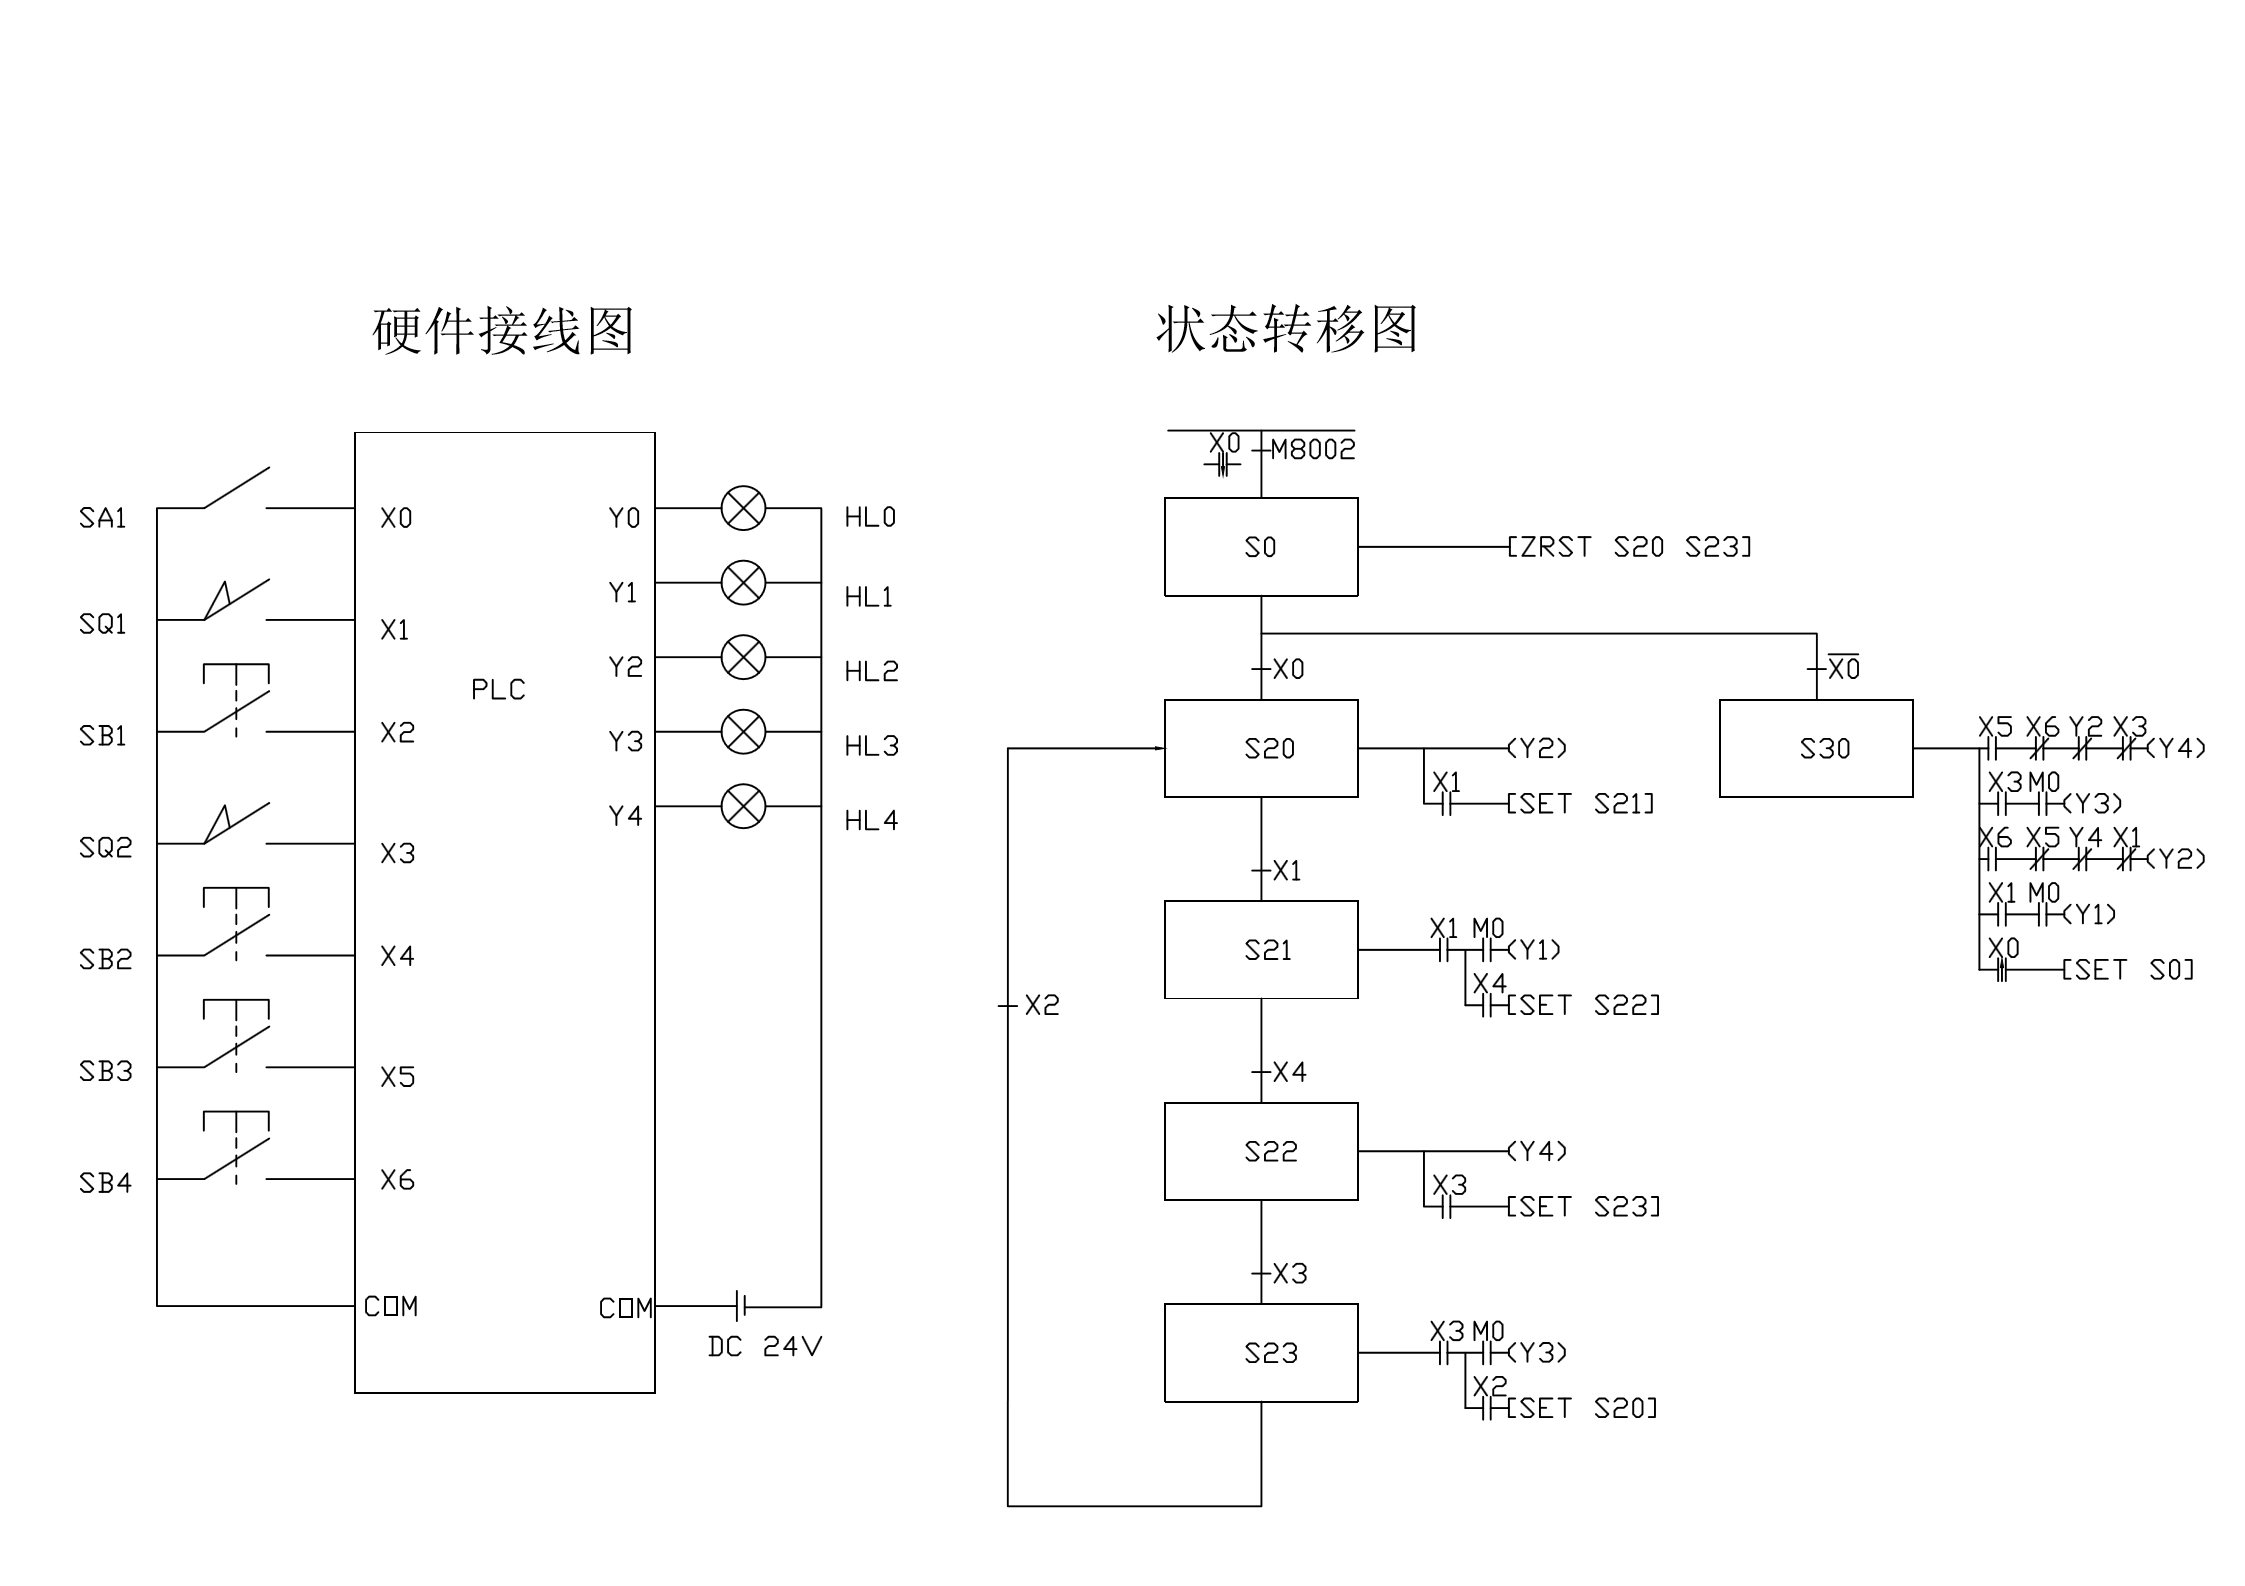 硬件接线图
SA1 X0 Y0 HL0
SQ1 X1 Y1 HL1
SB1 X2 Y2 HL2
PLC
SQ2 X3 Y3 HL3
SB2 X4 Y4 HL4
SB3 X5
SB4 X6
COM COM
DC 24V
状态转移图
X0 M8002
S0 [ZRST S20 S23]
X0 X̅0̅
S20 (Y2)
X1 [SET S21]
X1
S21 X1 M0 (Y1)
X4 [SET S22]
X2
X4
S22 (Y4)
X3 [SET S23]
X3
S23 X3 M0 (Y3)
X2 [SET S20]
S30 X5 X6 Y2 X3 (Y4)
X3 M0 (Y3)
X6 X5 Y4 X1 (Y2)
X1 M0 (Y1)
X0 [SET S0]